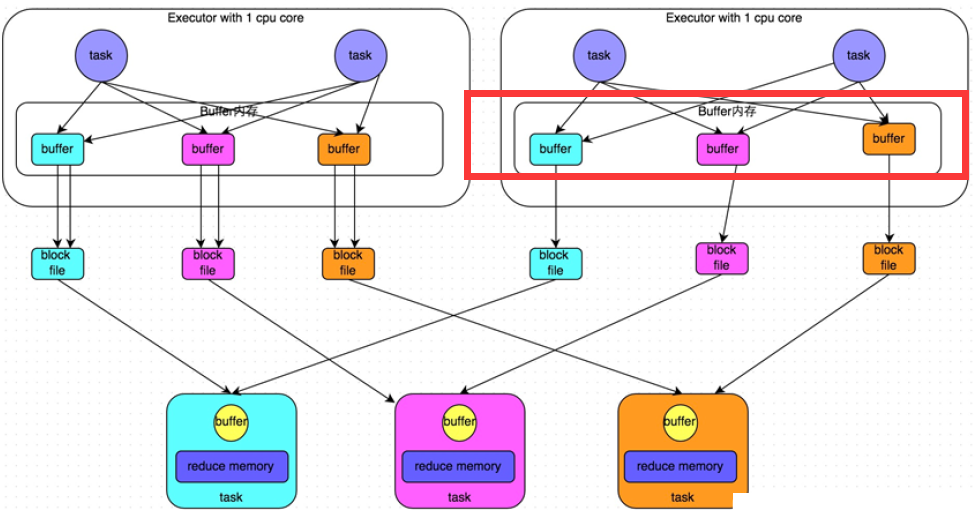 Executor with 1 cpu core
Executor with 1 cpu core
task
task
task
task
Buffer内存
Buffer内存
buffer
buffer
buffer
buffer
buffer
buffer
block
file
block
file
block
file
block
file
block
file
block
file
buffer
buffer
buffer
reduce memory
reduce memory
reduce memory
task
task
task